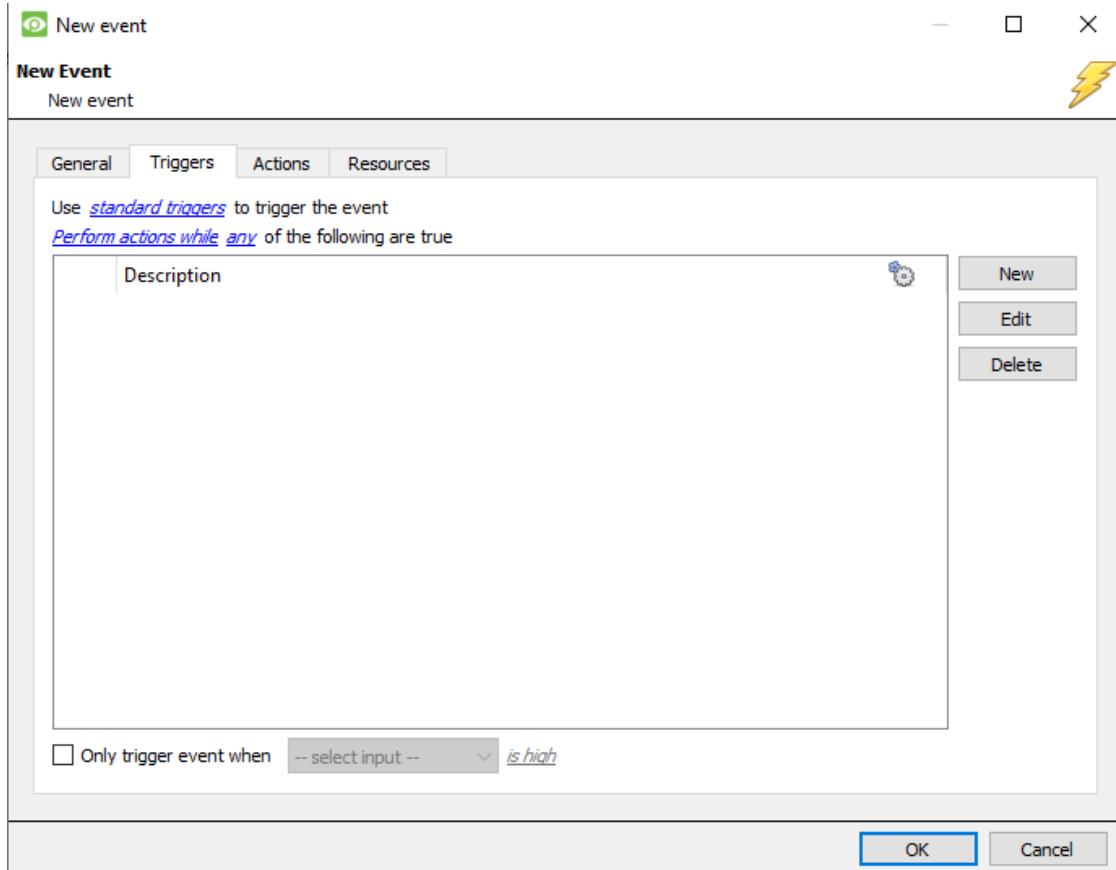 New event
New Event
New event
General Triggers Actions Resources
Use standard triggers to trigger the event
Perform actions while any of the following are true
Description
New
Edit
Delete
Only trigger event when -- select input -- is high
OK Cancel